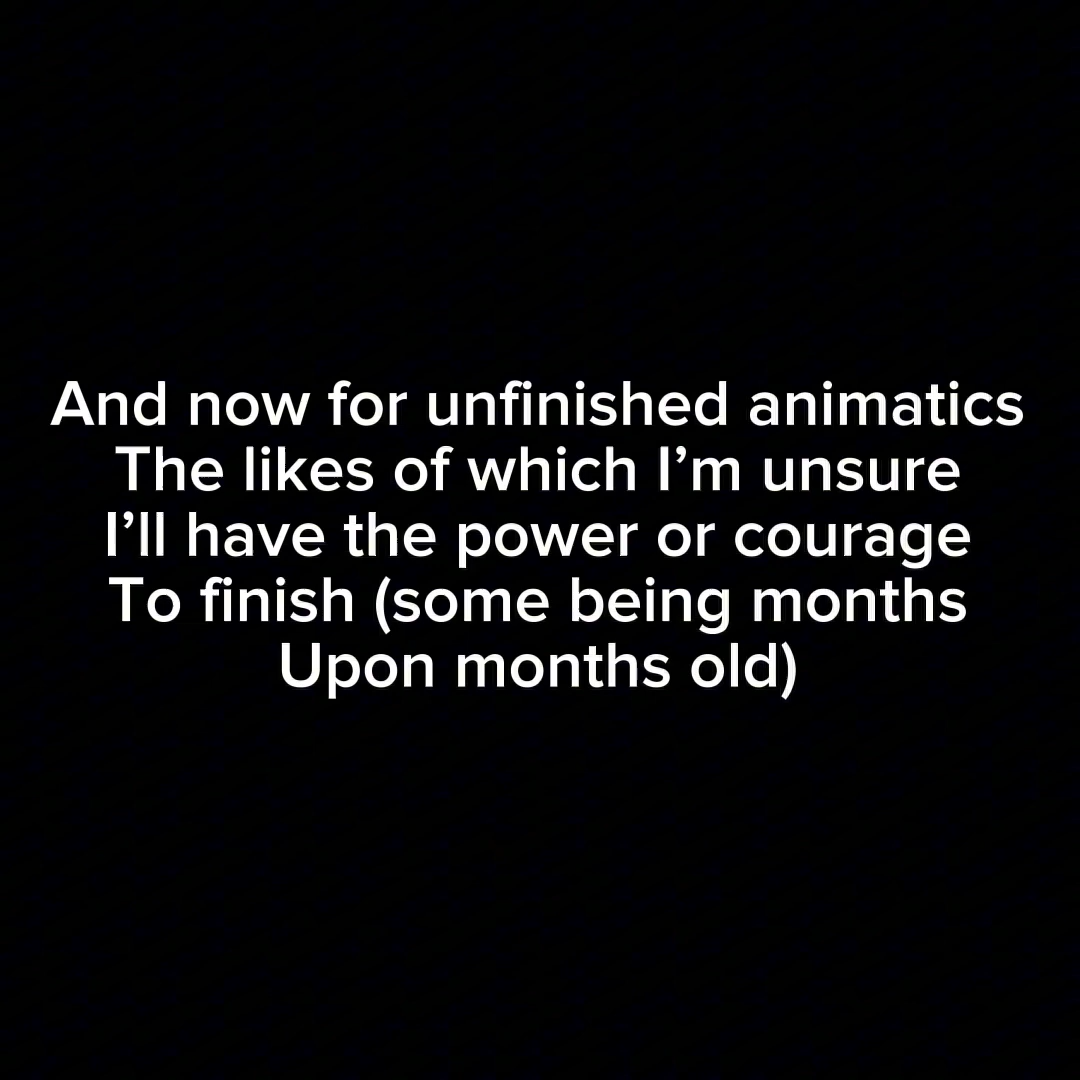 And now for unfinished animatics
The likes of which I’m unsure
I’ll have the power or courage
To finish (some being months
Upon months old)